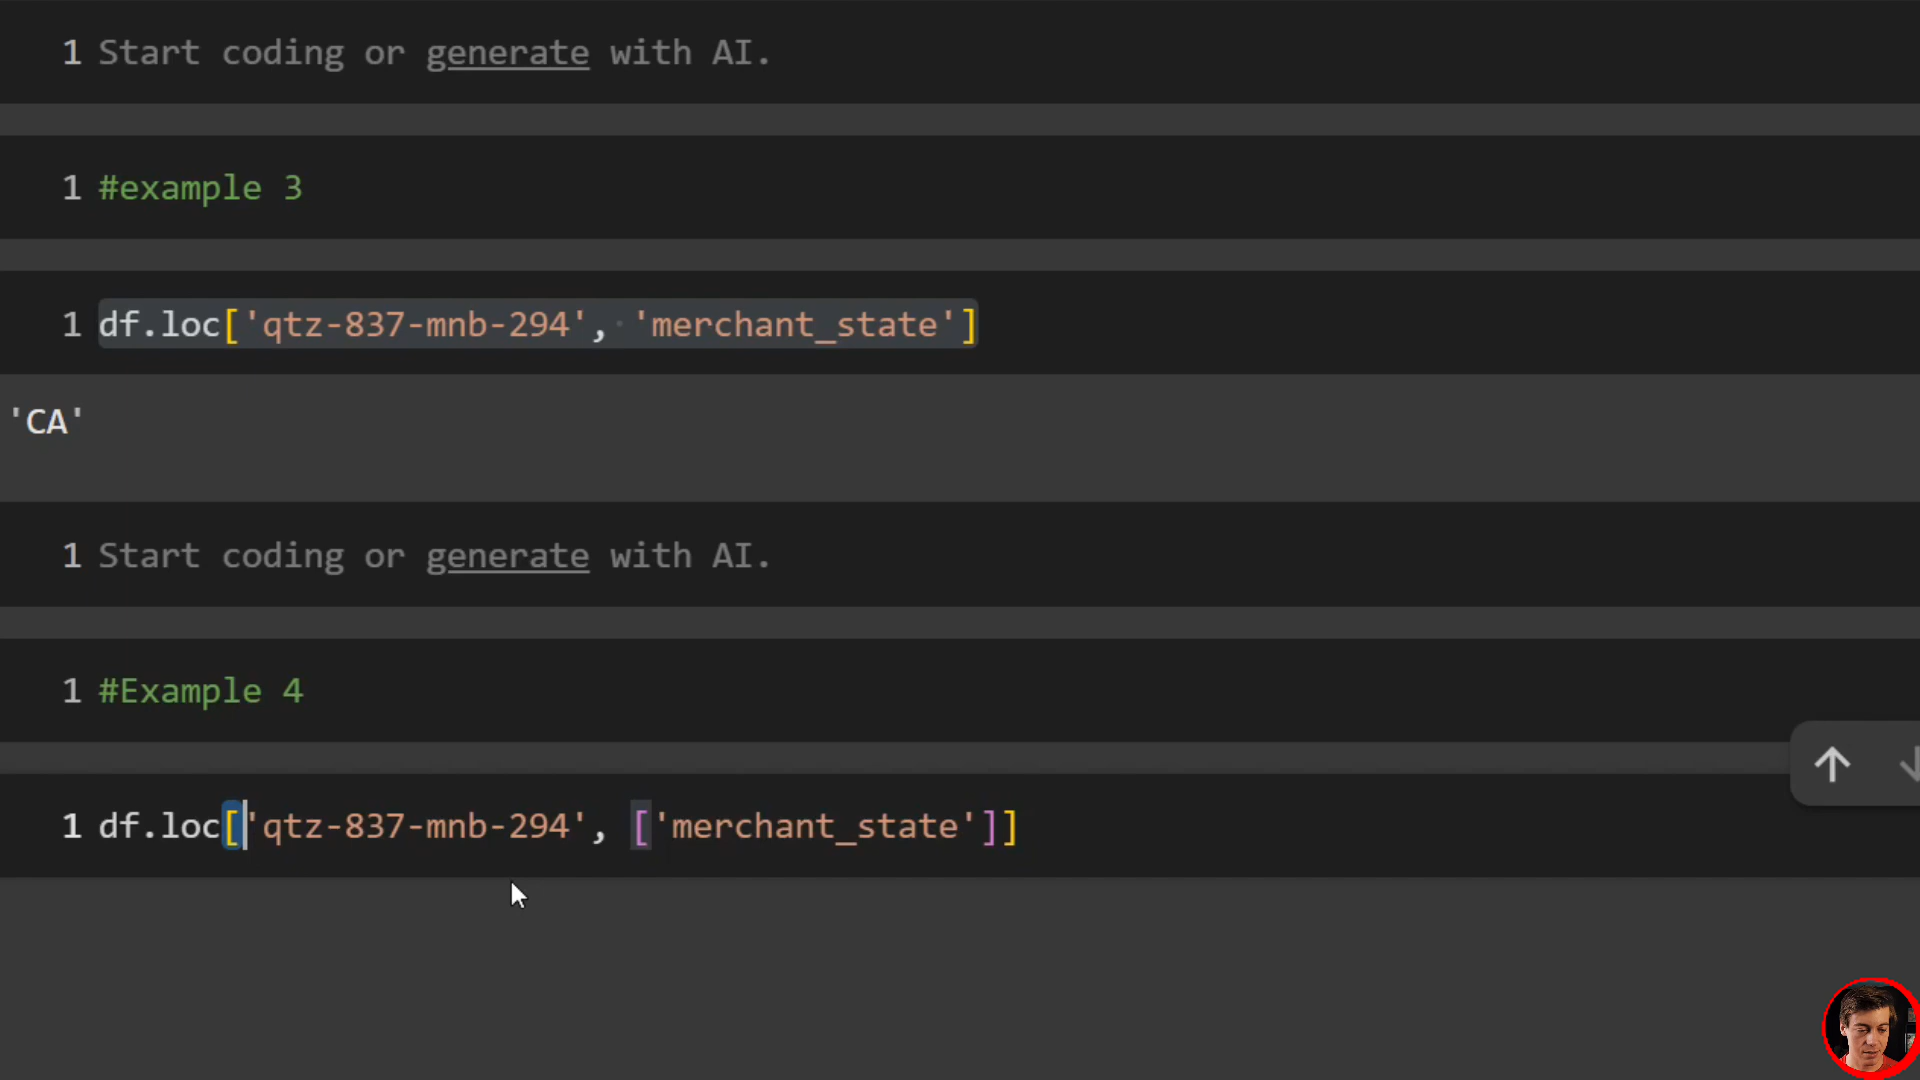 1 Start coding or generate with AI.
1 #example 3
1 df.loc['qtz-837-mnb-294', 'merchant_state']
'CA'
1 Start coding or generate with AI.
1 #Example 4
1 df.loc['qtz-837-mnb-294', ['merchant_state']]